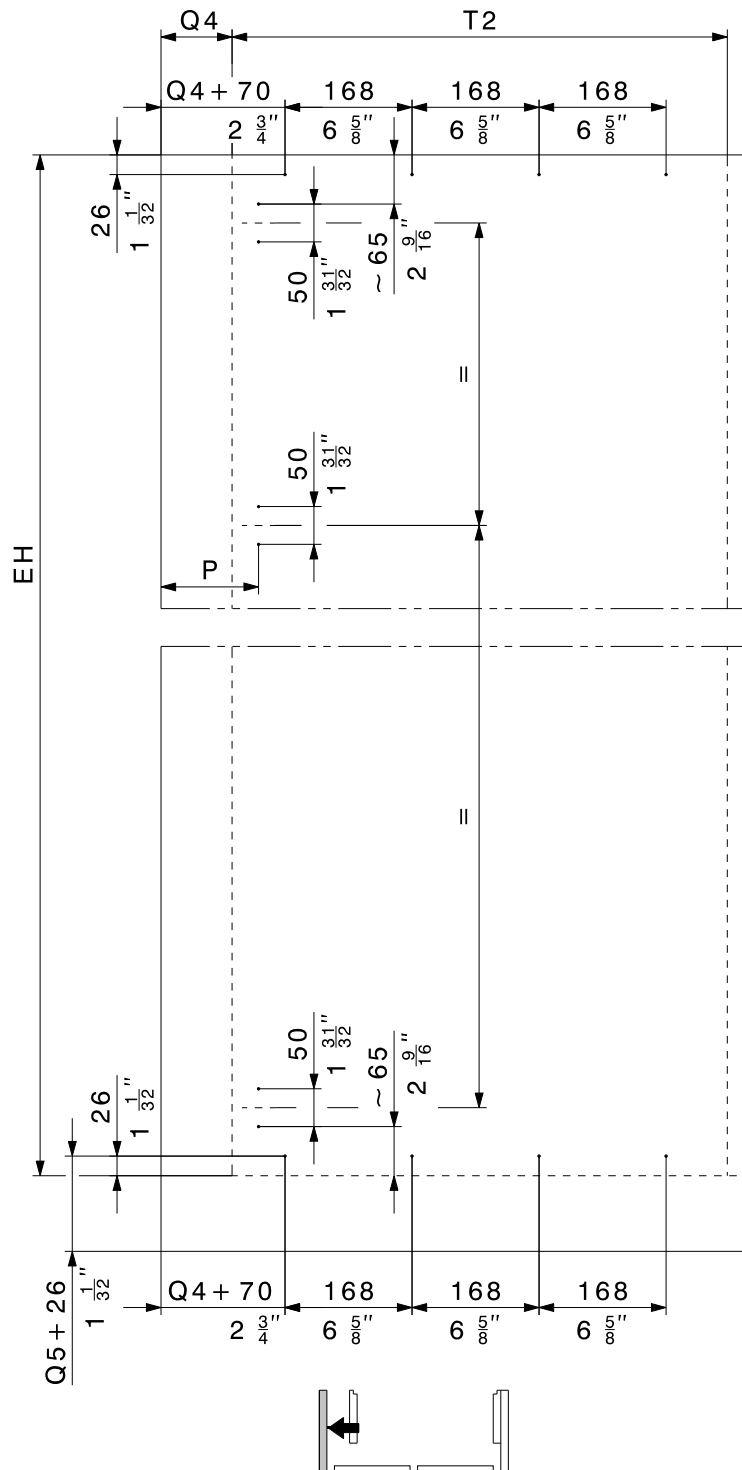 Q4 T2
Q4+70 168 168 168
2 3/4" 6 5/8" 6 5/8" 6 5/8"
26
1 1/32"
~65
2 9/16"
50
1 31/32"
=
50
1 31/32"
P
EH
=
50
1 31/32"
~65
2 9/16"
26
1 1/32"
Q5+26
1 1/32"
Q4+70 168 168 168
2 3/4" 6 5/8" 6 5/8" 6 5/8"